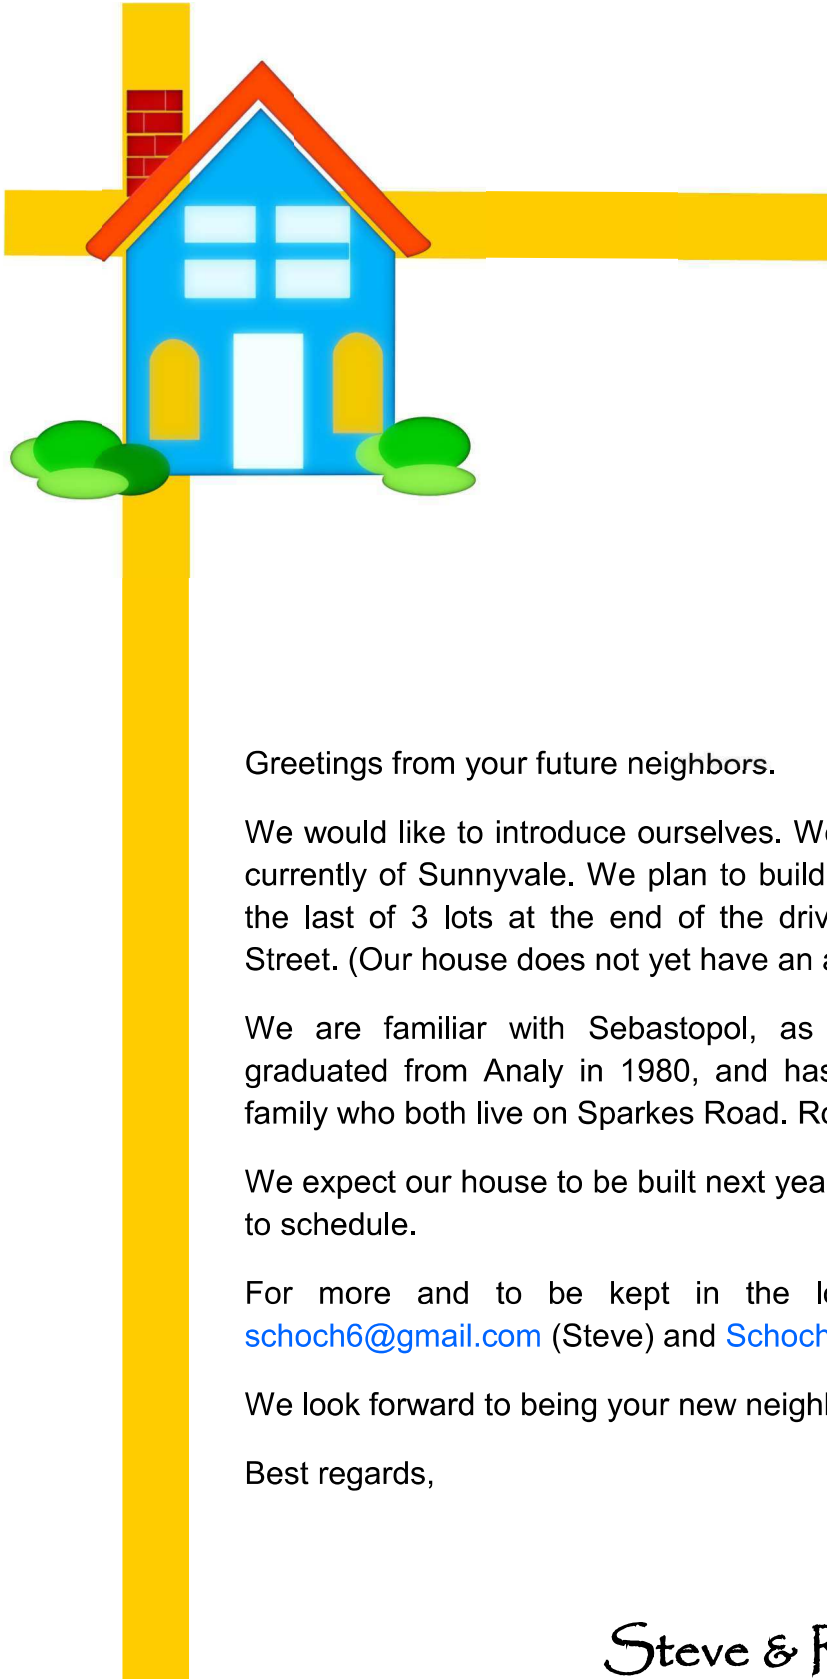 Greetings from your future neighbors.
We would like to introduce ourselves. We
currently of Sunnyvale. We plan to build
the last of 3 lots at the end of the driv
Street. (Our house does not yet have an a
We are familiar with Sebastopol, as
graduated from Analy in 1980, and has
family who both live on Sparkes Road. Ro
We expect our house to be built next yea
to schedule.
For more and to be kept in the l
schoch6@gmail.com (Steve) and Schoch
We look forward to being your new neigh
Best regards,
Steve &